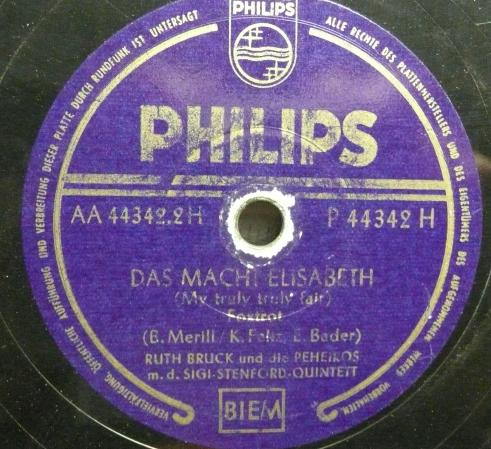 PHILIPS
ALLE RECHTE DES PLATTENHERSTELLERS UND DES EIGENTÜMERS DES AUFGENOMMENEN WERKES VORBEHALTEN
VERVIELFÄLTIGUNG ÖFFENTLICHE AUFFÜHRUNG UND VERBREITUNG DIESER PLATTE DURCH RUNDFUNK IST UNTERSAGT
PHILIPS
AA 44342.2 H P 44342 H
DAS MACHT ELISABETH
(My truly truly fair)
Foxtrot
(B. Merill / K. Feltz, E. Bader)
RUTH BRUCK und die PEHEIROS
m. d. SIGI-STENFORD-QUINTETT
BIEM